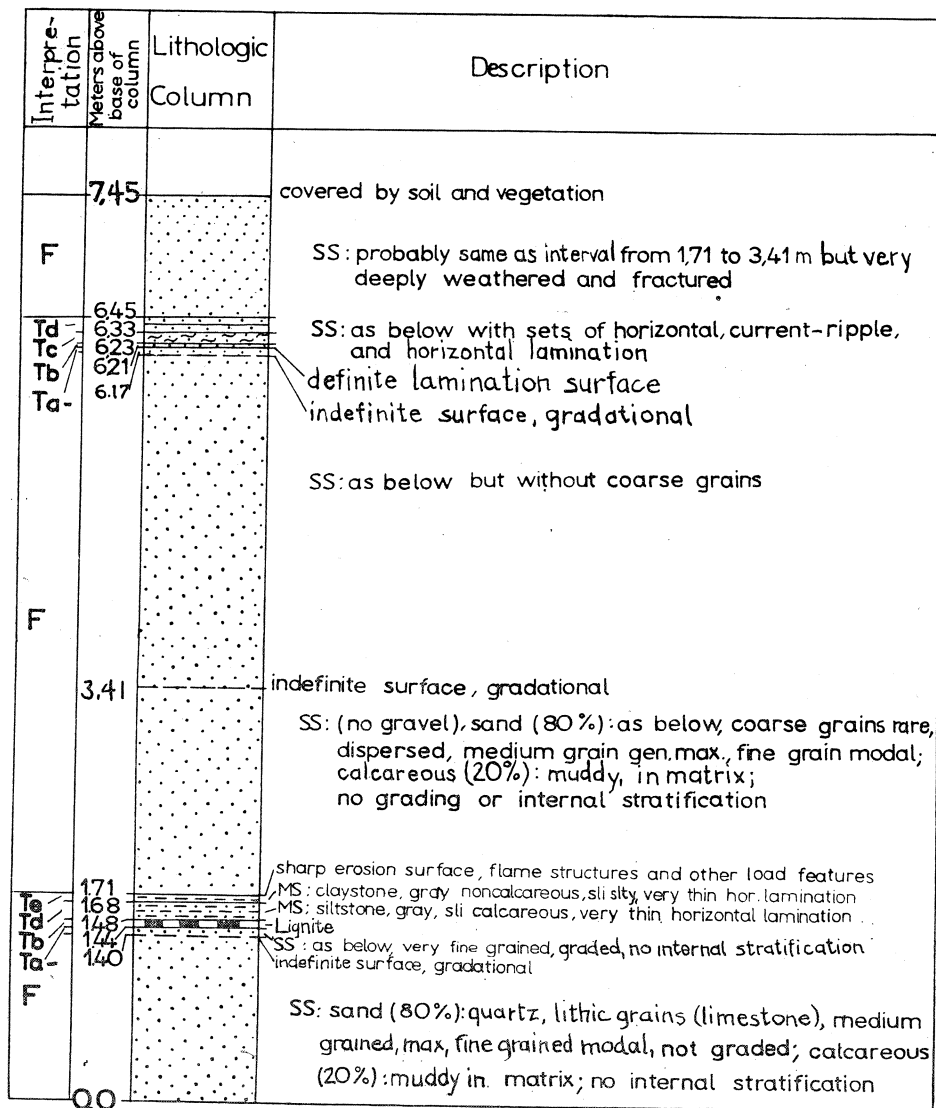 Interpre-
tation
Meters above
base of
column
Lithologic
Column
Description
7,45
covered by soil and vegetation
F
SS: probably same as interval from 1,71 to 3,41 m but very
deeply weathered and fractured
6,45
Td
6,33
SS: as below with sets of horizontal, current-ripple,
Tc
6,23
and horizontal lamination
Tb
6,21
definite lamination surface
Ta
6,17
indefinite surface, gradational
SS: as below but without coarse grains
F
3,41
indefinite surface, gradational
SS: (no gravel), sand (80%): as below, coarse grains rare,
dispersed, medium grain gen. max., fine grain modal;
calcareous (20%): muddy, in matrix;
no grading or internal stratification
sharp erosion surface, flame structures and other load features
1,71
MS: claystone, gray noncalcareous, sli slty, very thin hor. lamination
Te
1,68
MS: siltstone, gray, sli calcareous, very thin horizontal lamination
Td
1,48
Lignite
Tb
1,44
SS: as below, very fine grained, graded, no internal stratification
Ta
1,40
indefinite surface, gradational
F
SS: sand (80%): quartz, lithic grains (limestone), medium
grained, max, fine grained modal, not graded; calcareous
(20%): muddy in matrix; no internal stratification
0,0